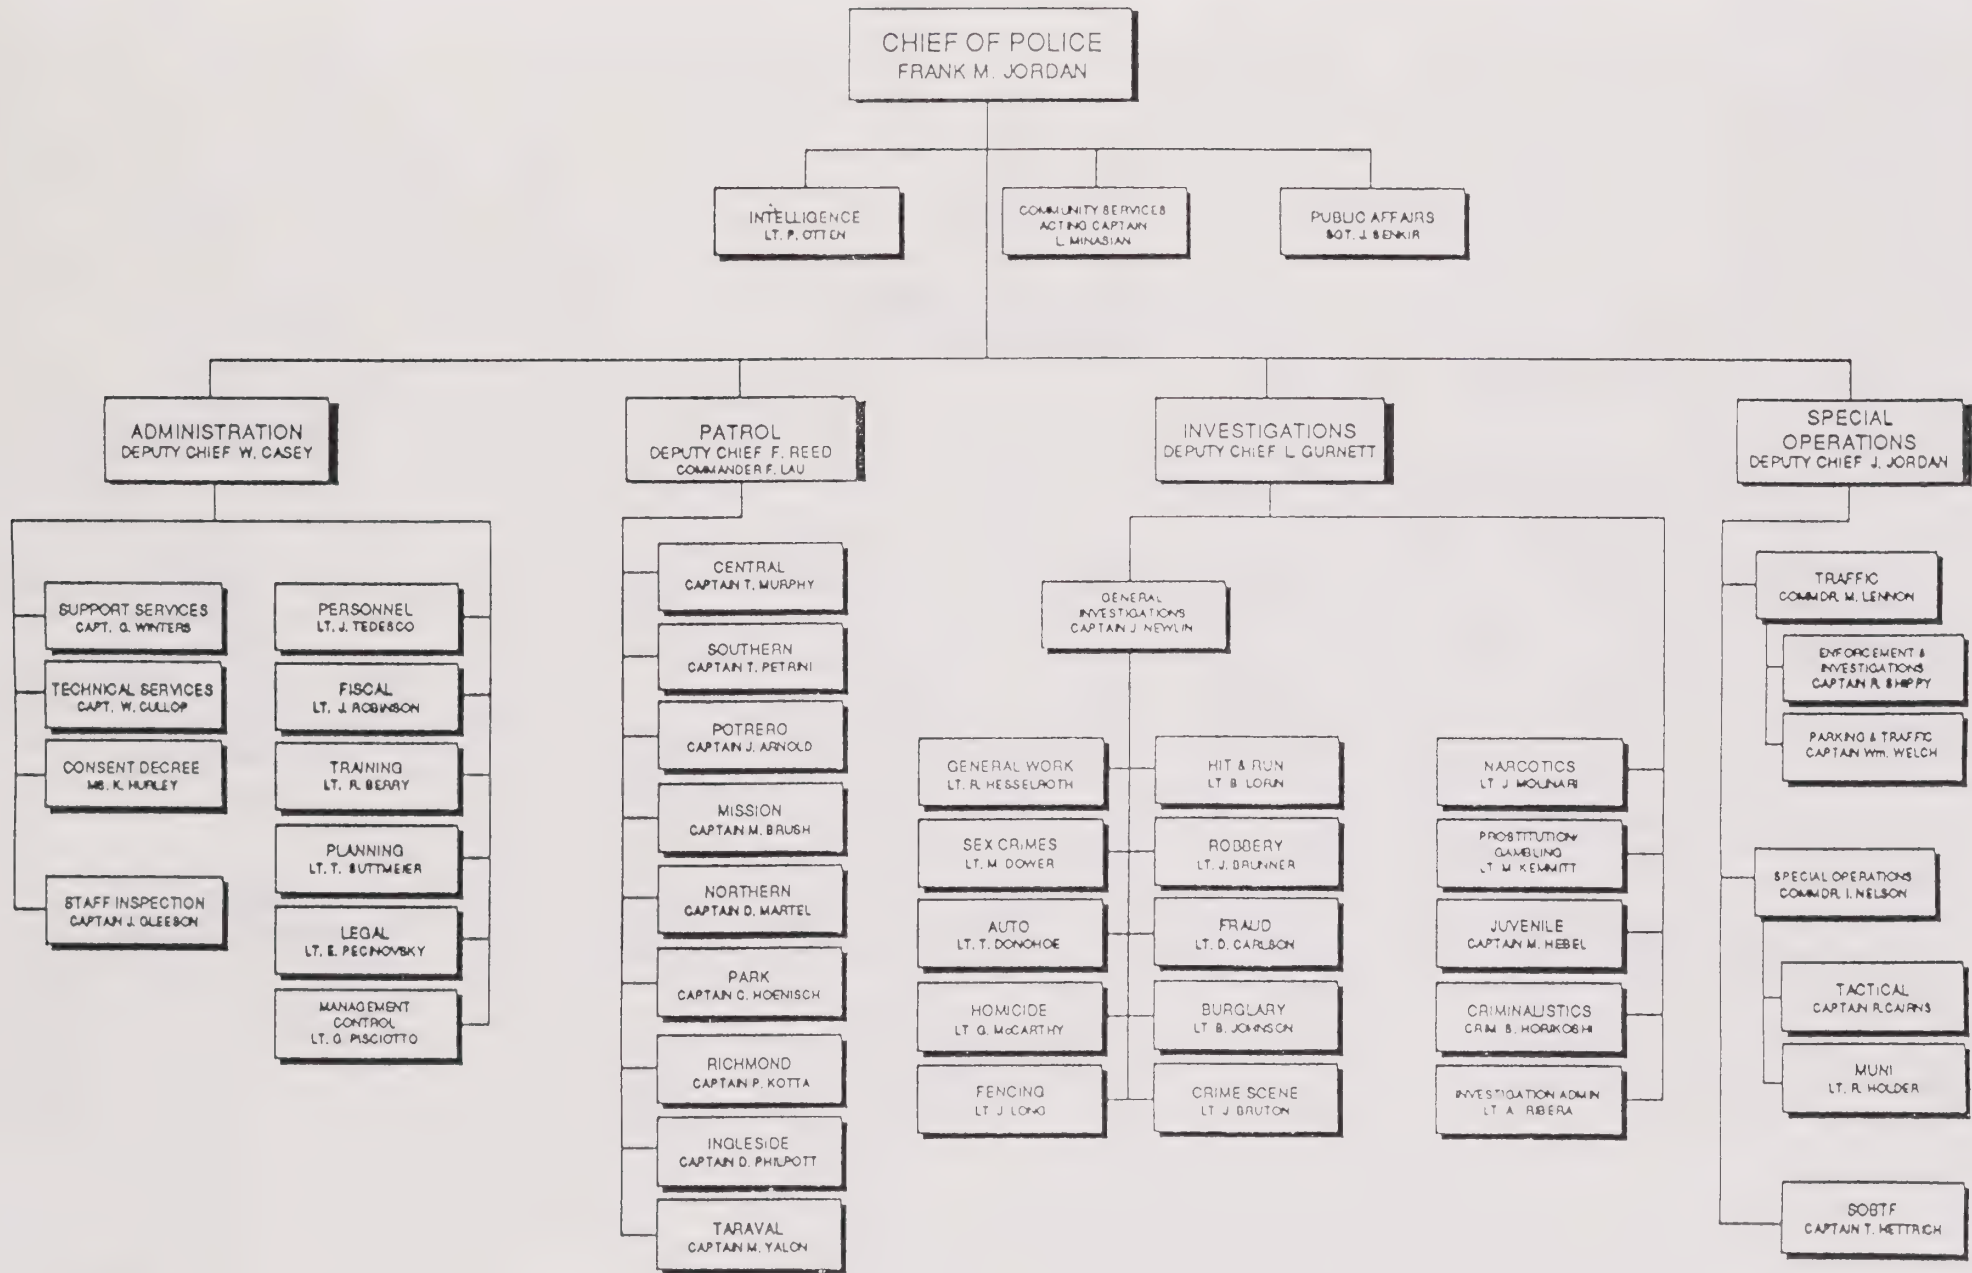 CHIEF OF POLICE
FRANK M. JORDAN
INTELLIGENCE
LT. P. OTTEN
COMMUNITY SERVICES
ACTING CAPTAIN
L. MINASIAN
PUBLIC AFFAIRS
SGT. J. SENKIR
ADMINISTRATION
DEPUTY CHIEF W. CASEY
SUPPORT SERVICES
CAPT. G. WINTERS
TECHNICAL SERVICES
CAPT. W. CULLOP
CONSENT DECREE
MS. K. HURLEY
STAFF INSPECTION
CAPTAIN J. GLEESON
PERSONNEL
LT. J. TEDESCO
FISCAL
LT. J. ROBINSON
TRAINING
LT. R. BERRY
PLANNING
LT. T. SUTTMEIER
LEGAL
LT. E. PECINOVSKY
MANAGEMENT
CONTROL
LT. G. PISCIOTTO
PATROL
DEPUTY CHIEF F. REED
COMMANDER F. LAU
CENTRAL
CAPTAIN T. MURPHY
SOUTHERN
CAPTAIN T. PETRINI
POTRERO
CAPTAIN J. ARNOLD
MISSION
CAPTAIN M. BRUSH
NORTHERN
CAPTAIN D. MARTEL
PARK
CAPTAIN C. HOENISCH
RICHMOND
CAPTAIN P. KOTTA
INGLESIDE
CAPTAIN D. PHILPOTT
TARAVAL
CAPTAIN M. YALON
INVESTIGATIONS
DEPUTY CHIEF L. GURNETT
GENERAL
INVESTIGATIONS
CAPTAIN J. NEWLIN
GENERAL WORK
LT. R. HESSELROTH
SEX CRIMES
LT. M. DOWER
AUTO
LT. T. DONOHOE
HOMICIDE
LT. G. McCARTHY
FENCING
LT. J. LONG
HIT & RUN
LT. B. LORIN
ROBBERY
LT. J. BRUNNER
FRAUD
LT. D. CARLSON
BURGLARY
LT. B. JOHNSON
CRIME SCENE
LT. J. BRUTON
NARCOTICS
LT. J. MOLINARI
PROSTITUTION/
GAMBLING
LT. M. KEMMITT
JUVENILE
CAPTAIN M. HEBEL
CRIMINALISTICS
CRIM. S. HORIKOSHI
INVESTIGATION ADMIN
LT. A. RIBERA
SPECIAL
OPERATIONS
DEPUTY CHIEF J. JORDAN
TRAFFIC
COMMDR. M. LENNON
ENFORCEMENT &
INVESTIGATIONS
CAPTAIN R. SHIPPY
PARKING & TRAFFIC
CAPTAIN Wm. WELCH
SPECIAL OPERATIONS
COMMDR. I. NELSON
TACTICAL
CAPTAIN R. CAIRNS
MUNI
LT. R. HOLDER
SOBTF
CAPTAIN T. HETTRICH